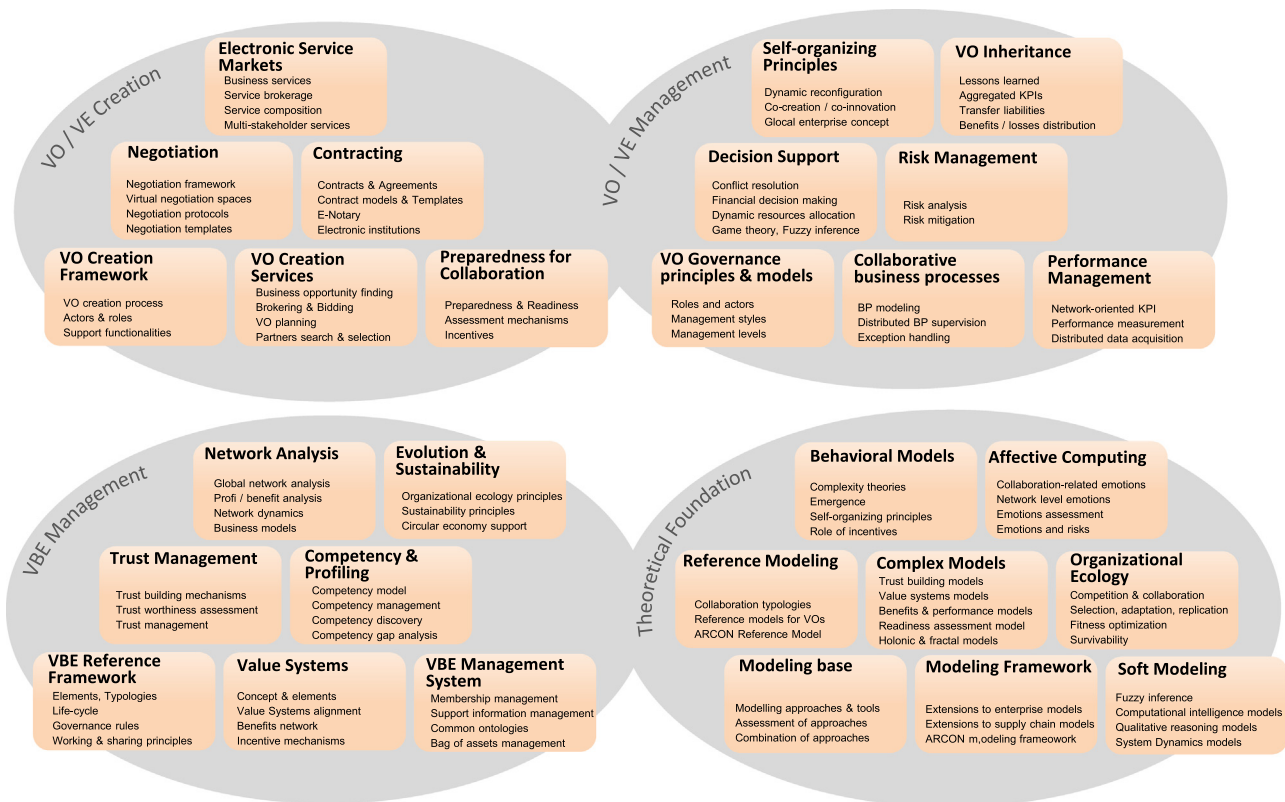 VO / VE Creation
Electronic Service
Markets
Business services
Service brokerage
Service composition
Multi-stakeholder services
Negotiation
Negotiation framework
Virtual negotiation spaces
Negotiation protocols
Negotiation templates
Contracting
Contracts & Agreements
Contract models & Templates
E-Notary
Electronic institutions
VO Creation
Framework
VO creation process
Actors & roles
Support functionalities
VO Creation
Services
Business opportunity finding
Brokering & Bidding
VO planning
Partners search & selection
Preparedness for
Collaboration
Preparedness & Readiness
Assessment mechanisms
Incentives
VO / VE Management
Self-organizing
Principles
Dynamic reconfiguration
Co-creation / co-innovation
Glocal enterprise concept
VO Inheritance
Lessons learned
Aggregated KPIs
Transfer liabilities
Benefits / losses distribution
Decision Support
Conflict resolution
Financial decision making
Dynamic resources allocation
Game theory, Fuzzy inference
Risk Management
Risk analysis
Risk mitigation
VO Governance
principles & models
Roles and actors
Management styles
Management levels
Collaborative
business processes
BP modeling
Distributed BP supervision
Exception handling
Performance
Management
Network-oriented KPI
Performance measurement
Distributed data acquisition
VBE Management
Network Analysis
Global network analysis
Profi / benefit analysis
Network dynamics
Business models
Evolution &
Sustainability
Organizational ecology principles
Sustainability principles
Circular economy support
Trust Management
Trust building mechanisms
Trust worthiness assessment
Trust management
Competency &
Profiling
Competency model
Competency management
Competency discovery
Competency gap analysis
VBE Reference
Framework
Elements, Typologies
Life-cycle
Governance rules
Working & sharing principles
Value Systems
Concept & elements
Value Systems alignment
Benefits network
Incentive mechanisms
VBE Management
System
Membership management
Support information management
Common ontologies
Bag of assets management
Theoretical Foundation
Behavioral Models
Complexity theories
Emergence
Self-organizing principles
Role of incentives
Affective Computing
Collaboration-related emotions
Network level emotions
Emotions assessment
Emotions and risks
Reference Modeling
Collaboration typologies
Reference models for VOs
ARCON Reference Model
Complex Models
Trust building models
Value systems models
Benefits & performance models
Readiness assessment model
Holonic & fractal models
Organizational
Ecology
Competition & collaboration
Selection, adaptation, replication
Fitness optimization
Survivability
Modeling base
Modelling approaches & tools
Assessment of approaches
Combination of approaches
Modeling Framework
Extensions to enterprise models
Extensions to supply chain models
ARCON m,odeling frameowork
Soft Modeling
Fuzzy inference
Computational intelligence models
Qualitative reasoning models
System Dynamics models